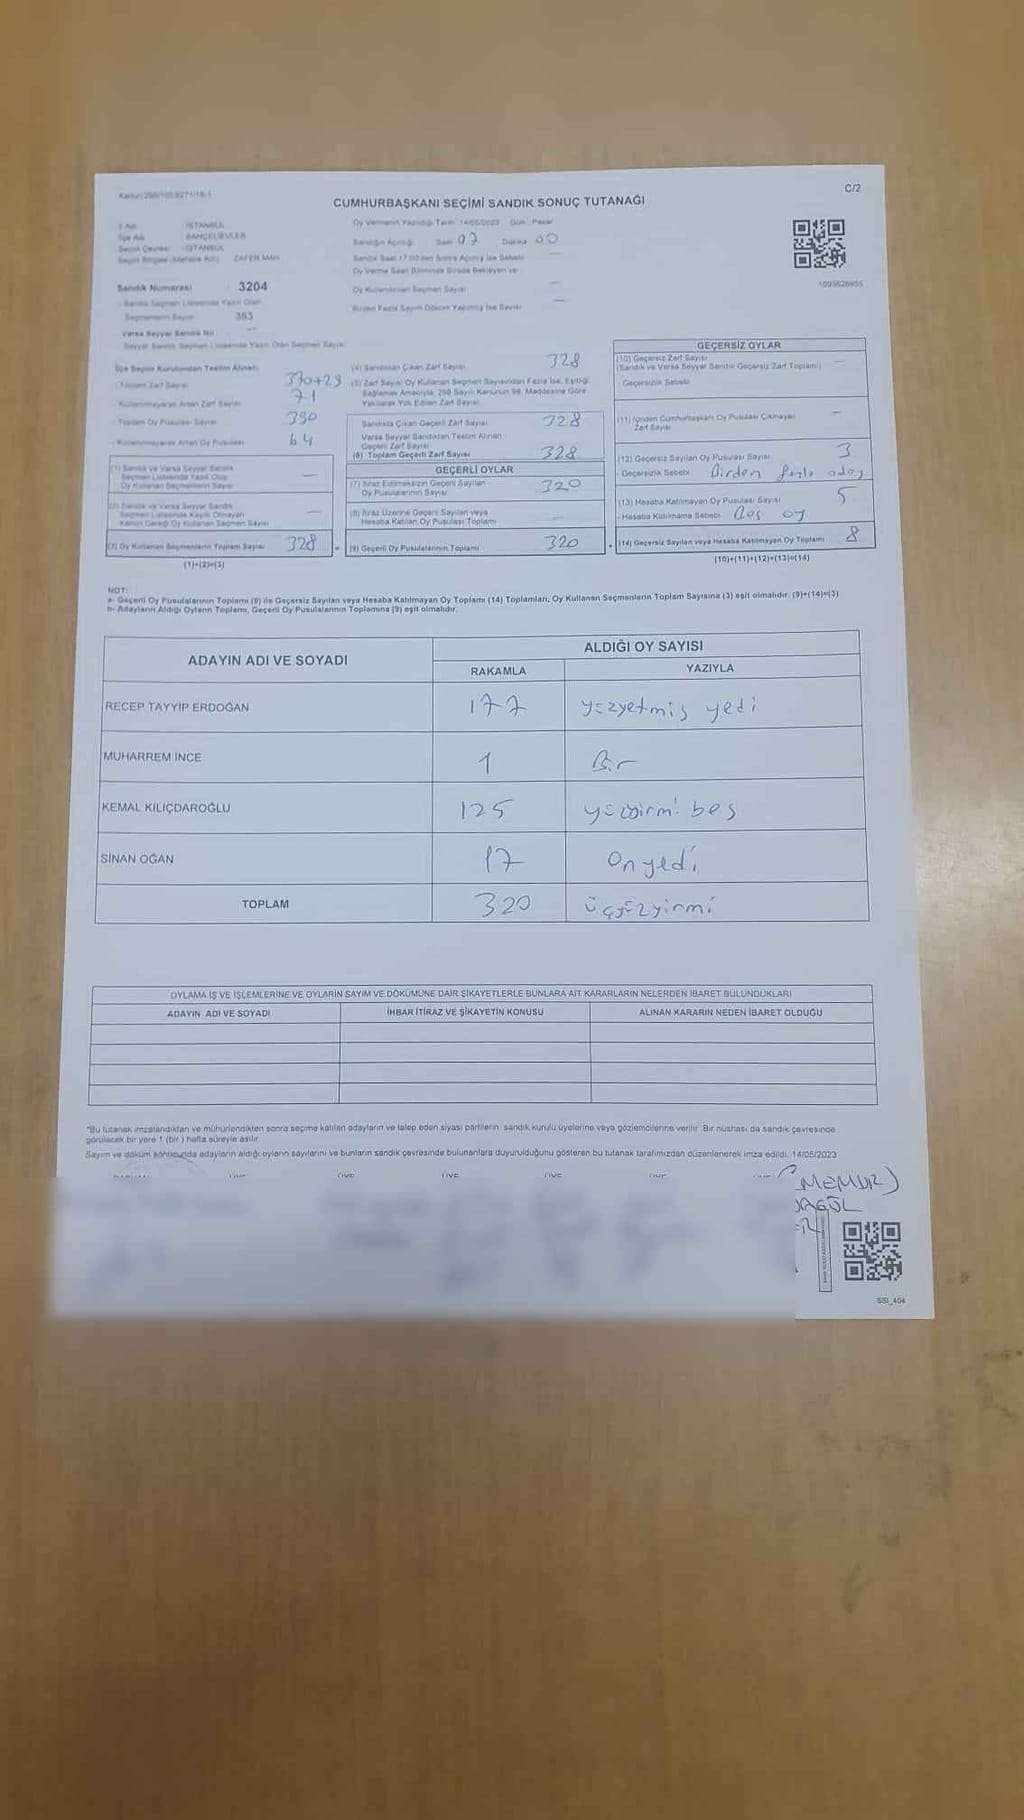 C/2
CUMHURBAŞKANI SEÇİMİ SANDIK SONUÇ TUTANAĞI
İSTANBUL
Oy Vermenin Yapıldığı Tarih : 14/05/2023 Gün : Pazar
İlçe Adı BAHÇELİEVLER
Sandığın Açılışı Saat 07 Dakika 00
Seçim Çevresi İSTANBUL
Sandık Saat 17:00'den Sonra Açılmış İse Sebebi
ZAFER MAH.
Oy Verme Saati Bitiminde Sırada Bekleyen ve
Oy Kullandırılan Seçmen Sayısı
Sandık Numarası 3204
Sandık Seçmen Listesinde Yazılı Olan
Seçmenlerin Sayısı 363
Birden Fazla Sayım Döküm Yapılmış İse Sayısı
Varsa Seyyar Sandık No
Seyyar Sandık Seçmen Listesinde Yazılı Olan Seçmen Sayısı
İlçe Seçim Kurulundan Teslim Alınan
Toplam Zarf Sayısı 370+29
Kullanılmayarak Artan Zarf Sayısı 71
Toplam Oy Pusulası Sayısı 390
Kullanılmayarak Artan Oy Pusulası 64
(1) Sandık ve Varsa Seyyar Sandık
Seçmen Listesinde Yazılı Olup
Oy Kullanan Seçmenlerin Sayısı
(2) Sandık ve Varsa Seyyar Sandık
Seçmen Listesinde Kayıtlı Olmayan
Kanun Gereği Oy Kullanan Seçmen Sayısı
(3) Oy Kullanan Seçmenlerin Toplam Sayısı 328
(1)+(2)=(3)
(4) Sandıktan Çıkan Zarf Sayısı 328
(5) Zarf Sayısı Oy Kullanan Seçmen Sayısından Fazla İse, Eşitliği
Sağlamak Amacıyla; 298 Sayılı Kanunun 98. Maddesine Göre
Yakılarak Yok Edilen Zarf Sayısı
Sandıkta Çıkan Geçerli Zarf Sayısı 328
Varsa Seyyar Sandıktan Teslim Alınan
Geçerli Zarf Sayısı
(6) Toplam Geçerli Zarf Sayısı 328
GEÇERLİ OYLAR
(7) İtiraz Edilmeksizin Geçerli Sayılan
Oy Pusulalarının Sayısı 320
(8) İtiraz Üzerine Geçerli Sayılan veya
Hesaba Katılan Oy Pusulası Toplamı
(9) Geçerli Oy Pusulalarının Toplamı 320
GEÇERSİZ OYLAR
(10) Geçersiz Zarf Sayısı
(Sandık ve Varsa Seyyar Sandık Geçersiz Zarf Toplamı)
- Geçersizlik Sebebi
(11) İçinden Cumhurbaşkanı Oy Pusulası Çıkmayan
Zarf Sayısı
(12) Geçersiz Sayılan Oy Pusulası Sayısı 3
- Geçersizlik Sebebi Birden fazla aday
(13) Hesaba Katılmayan Oy Pusulası Sayısı 5
- Hesaba Katılmama Sebebi Boş oy
(14) Geçersiz Sayılan veya Hesaba Katılmayan Oy Toplamı 8
(10)+(11)+(12)+(13)=(14)
NOT:
a- Geçerli Oy Pusulalarının Toplamı (9) ile Geçersiz Sayılan veya Hesaba Katılmayan Oy Toplamı (14) Toplamları, Oy Kullanan Seçmenlerin Toplam Sayısına (3) eşit olmalıdır. (9)+(14)=(3)
b- Adayların Aldığı Oyların Toplamı, Geçerli Oy Pusulalarının Toplamına (9) eşit olmalıdır.
ADAYIN ADI VE SOYADI ALDIĞI OY SAYISI
RAKAMLA YAZIYLA
RECEP TAYYİP ERDOĞAN 177 yüzyetmiş yedi
MUHARREM İNCE 1 Bir
KEMAL KILIÇDAROĞLU 125 yüzyirmi beş
SİNAN OĞAN 17 Onyedi
TOPLAM 320 üçyüzyirmi
OYLAMA İŞ VE İŞLEMLERİNE VE OYLARIN SAYIM VE DÖKÜMÜNE DAİR ŞİKAYETLERLE BUNLARA AİT KARARLARIN NELERDEN İBARET BULUNDUKLARI
ADAYIN ADI VE SOYADI İHBAR İTİRAZ VE ŞİKAYETİN KONUSU ALINAN KARARIN NEDEN İBARET OLDUĞU
*Bu tutanak imzalandıktan ve mühürlendikten sonra seçime katılan adayların ve talep eden siyasi partilerin sandık kurulu üyelerine veya gözlemcilerine verilir. Bir nüshası da sandık çevresinde
görülecek bir yere 1 (bir ) hafta süreyle asılır.
Sayım ve döküm sonucunda adayların aldığı oyların sayılarını ve bunların sandık çevresinde bulunanlara duyurulduğunu gösteren bu tutanak tarafımızdan düzenlenerek imza edildi. 14/05/2023
ÜYE ÜYE ÜYE ÜYE ÜYE ÜYE
(MEMUR)
SSI_404